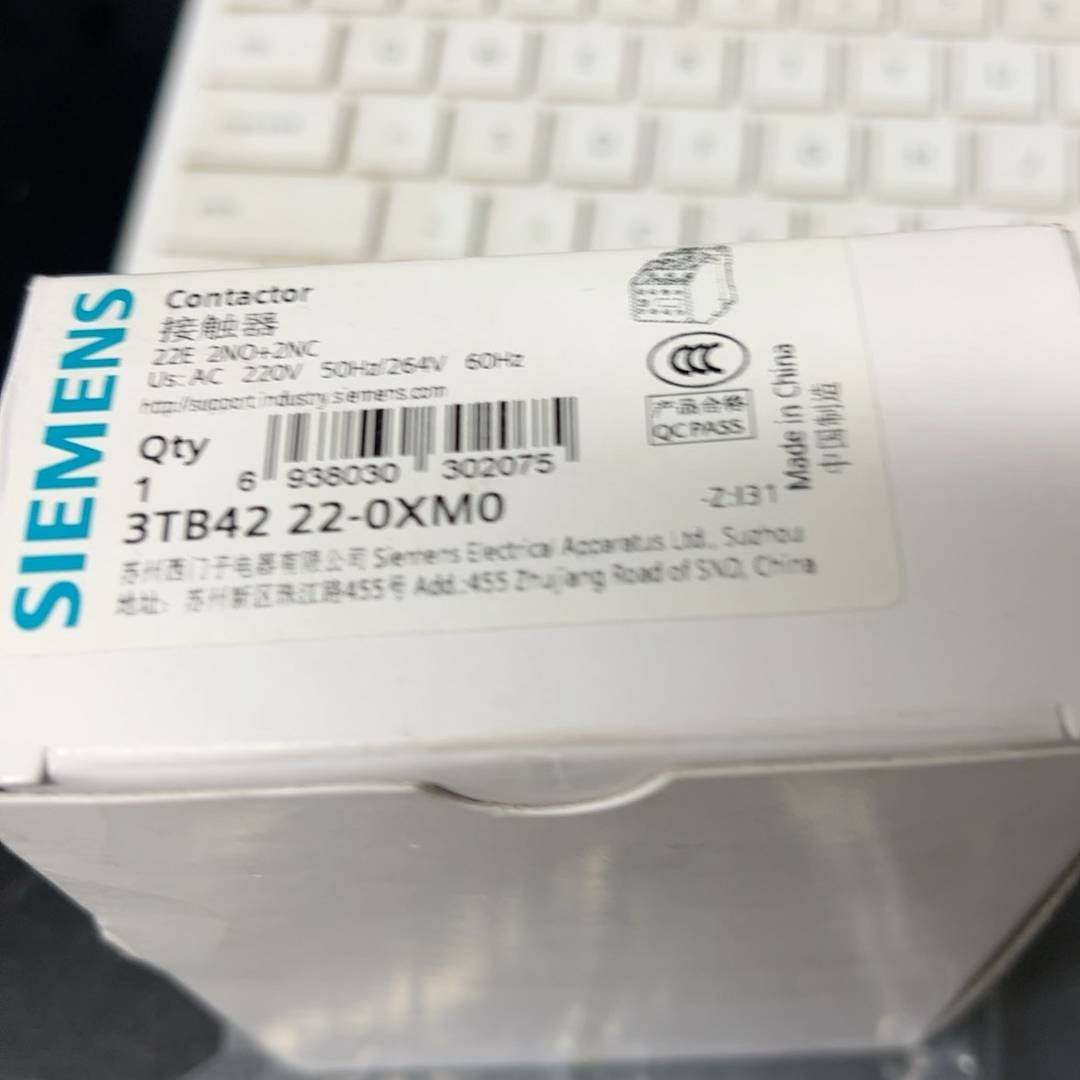 SIEMENS
Contactor
接触器
22E 2NO+2NC
Us: AC 220V 50Hz/264V 60Hz
http://support.industry.siemens.com
Qty
1
6 938030 302075
3TB42 22-0XM0
苏州西门子电器有限公司 Siemens Electrical Apparatus Ltd., Suzhou
地址: 苏州新区珠江路455号 Add.:455 Zhujiang Road of SND, China
CCC
产品合格
QC PASS
-Z:131
Made in China
中国制造